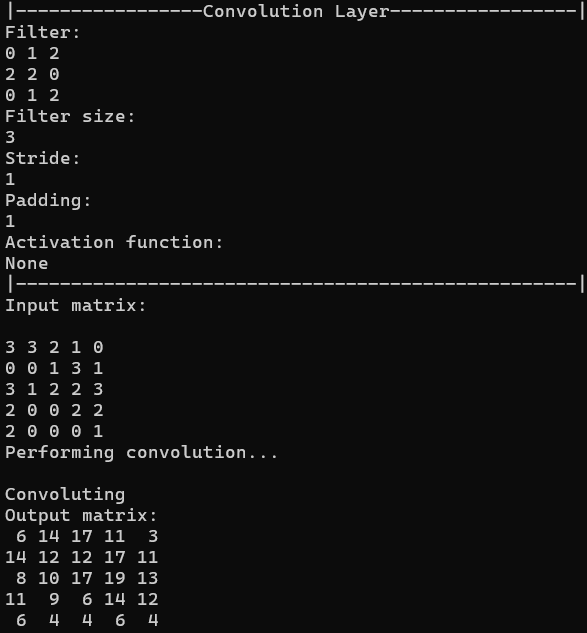 |-----------------Convolution Layer-----------------|
Filter:
0 1 2
2 2 0
0 1 2
Filter size:
3
Stride:
1
Padding:
1
Activation function:
None
|---------------------------------------------------|
Input matrix:
3 3 2 1 0
0 0 1 3 1
3 1 2 2 3
2 0 0 2 2
2 0 0 0 1
Performing convolution...
Convoluting
Output matrix:
 6 14 17 11  3
14 12 12 17 11
 8 10 17 19 13
11  9  6 14 12
 6  4  4  6  4